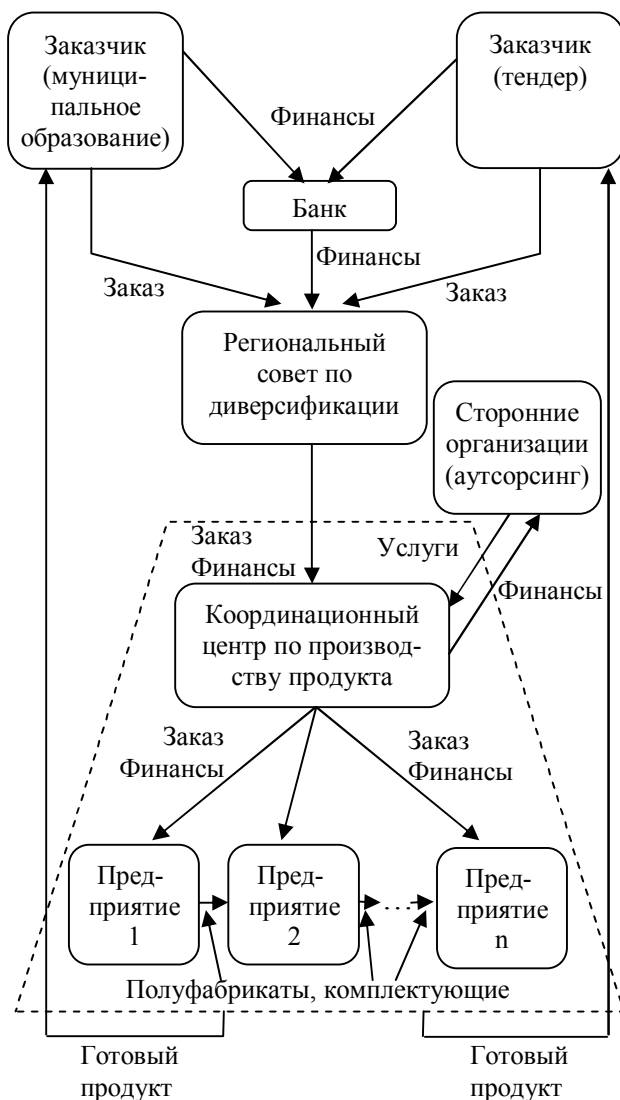 Заказчик
(муници-
пальное
образование)
Заказчик
(тендер)
Финансы
Банк
Финансы
Заказ
Заказ
Региональный
совет по
диверсификации
Сторонние
организации
(аутсорсинг)
Заказ
Финансы
Услуги
Финансы
Координационный
центр по производ-
ству продукта
Заказ
Финансы
Заказ
Финансы
Пред-
приятие
1
Пред-
приятие
2
...
Пред-
приятие
n
Полуфабрикаты, комплектующие
Готовый
продукт
Готовый
продукт